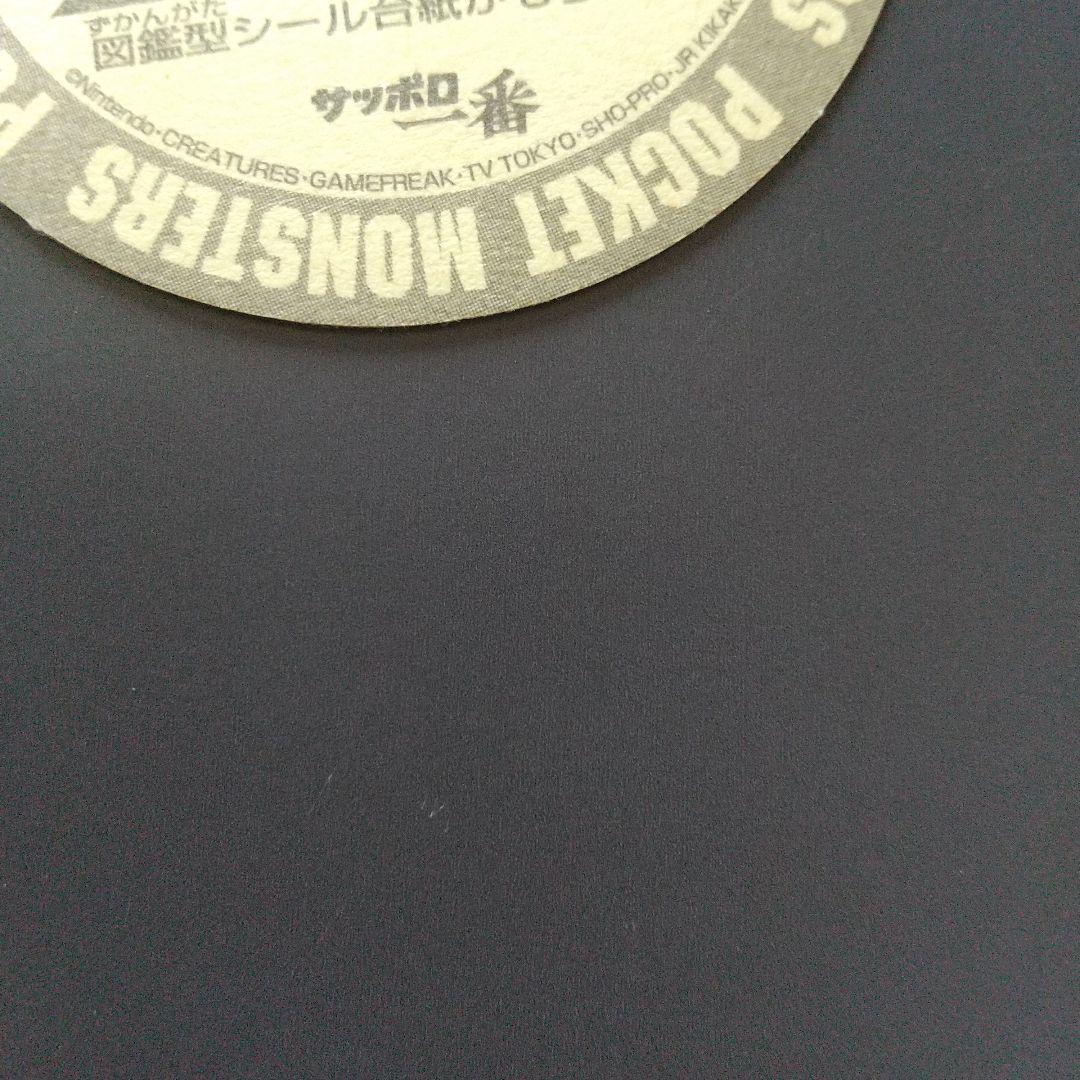 ずかんがた
図鑑型シール台紙が
サッポロ一番
©Nintendo・CREATURES・GAMEFREAK・TV TOKYO・SHO-PRO・JR KIKAK
POCKET MONSTERS